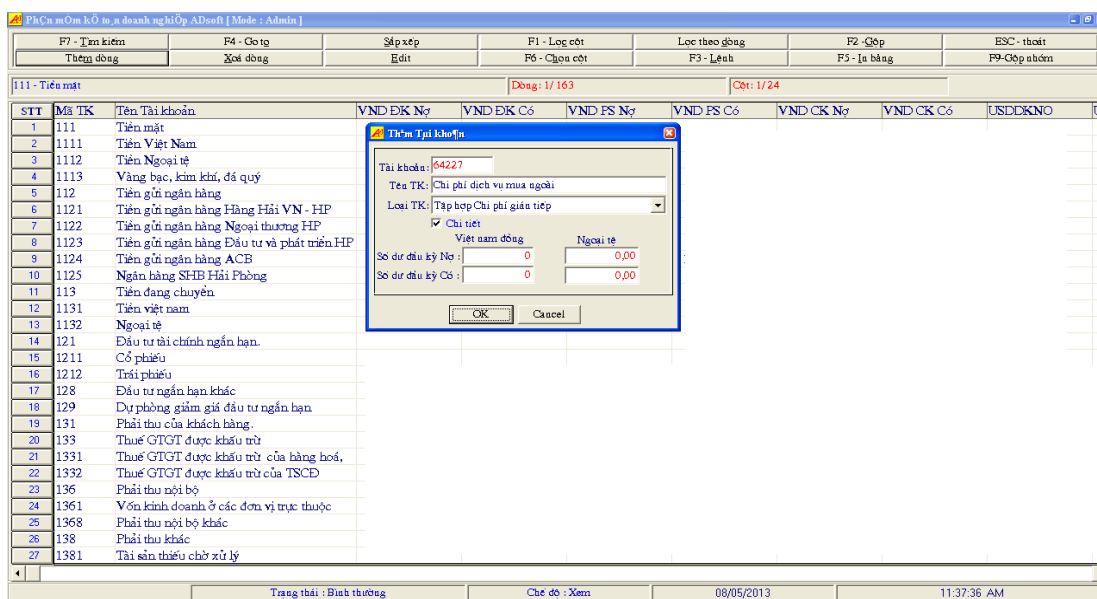 PhÇn mÒm kÕ to¸n doanh nghiÖp ADsoft [ Mode : Admin ]
F7 - Tìm kiếm F4 - Go to Sắp xếp F1 - Log cột Lọc theo dòng F2 -Gộp ESC - thoát
Thêm dòng Xoá dòng Edit F6 - Chọn cột F3 - Lệnh F5 - In bảng F9-Gộp nhóm
111 - Tiền mặt Dòng: 1/ 163 Cột: 1/24
STT Mã TK Tên Tài khoản VND ĐK Nợ VND ĐK Có VND PS Nợ VND PS Có VND CK Nợ VND CK Có USDDKNO
1 111 Tiền mặt
2 1111 Tiền Việt Nam
3 1112 Tiền Ngoại tệ
4 1113 Vàng bạc, kim khí, đá quý
5 112 Tiền gửi ngân hàng
6 1121 Tiền gửi ngân hàng Hàng Hải VN - HP
7 1122 Tiền gửi ngân hàng Ngoại thương HP
8 1123 Tiền gửi ngân hàng Đầu tư và phát triển HP
9 1124 Tiền gửi ngân hàng ACB
10 1125 Ngân hàng SHB Hải Phòng
11 113 Tiền đang chuyển
12 1131 Tiền việt nam
13 1132 Ngoại tệ
14 121 Đầu tư tài chính ngắn hạn.
15 1211 Cổ phiếu
16 1212 Trái phiếu
17 128 Đầu tư ngắn hạn khác
18 129 Dự phòng giảm giá đầu tư ngắn hạn
19 131 Phải thu của khách hàng.
20 133 Thuế GTGT được khấu trừ
21 1331 Thuế GTGT được khấu trừ của hàng hoá,
22 1332 Thuế GTGT được khấu trừ của TSCĐ
23 136 Phải thu nội bộ
24 1361 Vốn kinh doanh ở các đơn vị trực thuộc
25 1368 Phải thu nội bộ khác
26 138 Phải thu khác
27 1381 Tài sản thiếu chờ xử lý
Th™m Tµi kho¶n
Tài khoản: 64227
Tên TK: Chi phí dịch vụ mua ngoài
Loại TK: Tập hợp Chi phí gián tiếp
Chi tiết
Việt nam đồng Ngoại tệ
Số dư đầu kỳ Nợ : 0 0,00
Số dư đầu kỳ Có : 0 0,00
OK Cancel
Trạng thái : Bình thường Chế độ : Xem 08/05/2013 11:37:36 AM